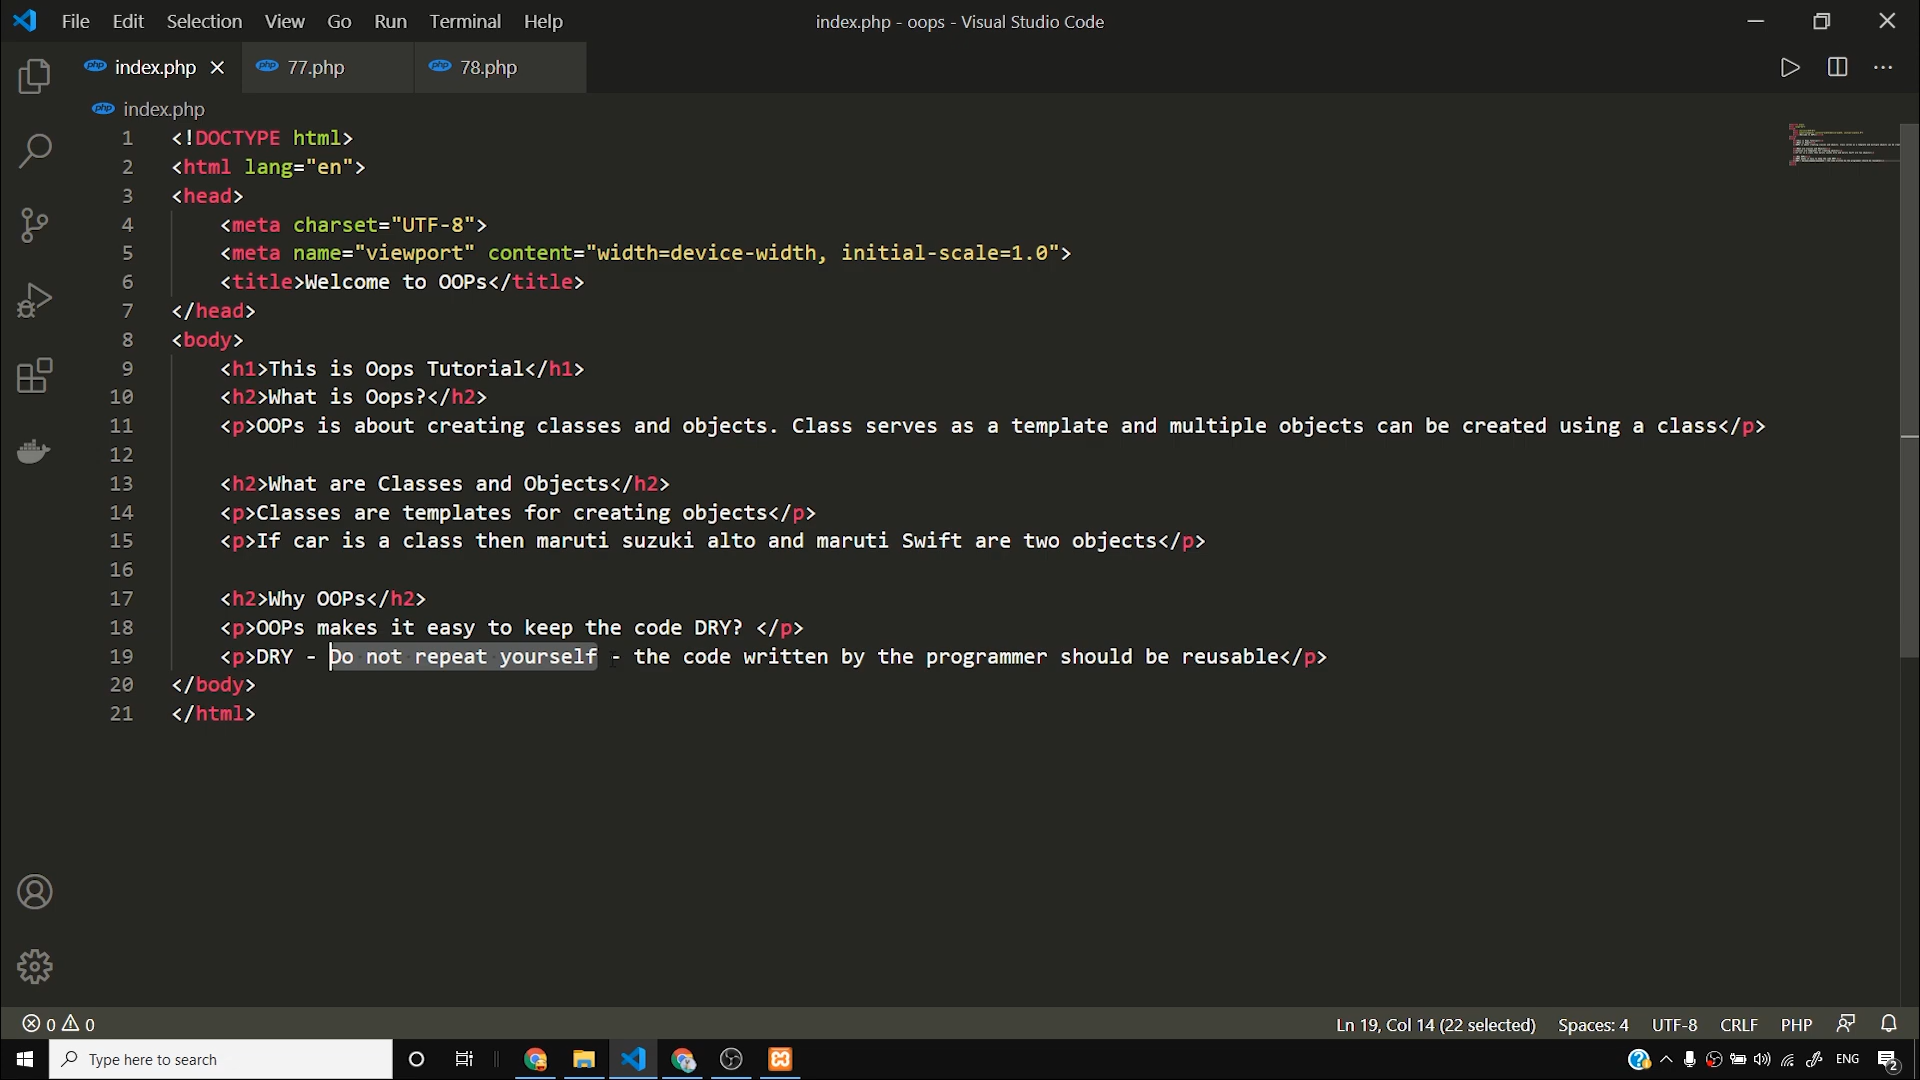 File Edit Selection View Go Run Terminal Help
index.php - oops - Visual Studio Code
php index.php
php 77.php
php 78.php
php index.php
1 <!DOCTYPE html>
2 <html lang="en">
3 <head>
4 <meta charset="UTF-8">
5 <meta name="viewport" content="width=device-width, initial-scale=1.0">
6 <title>Welcome to OOPs</title>
7 </head>
8 <body>
9 <h1>This is Oops Tutorial</h1>
10 <h2>What is Oops?</h2>
11 <p>OOPs is about creating classes and objects. Class serves as a template and multiple objects can be created using a class</p>
12
13 <h2>What are Classes and Objects</h2>
14 <p>Classes are templates for creating objects</p>
15 <p>If car is a class then maruti suzuki alto and maruti Swift are two objects</p>
16
17 <h2>Why OOPs</h2>
18 <p>OOPs makes it easy to keep the code DRY? </p>
19 <p>DRY - Do not repeat yourself - the code written by the programmer should be reusable</p>
20 </body>
21 </html>
0 0
Ln 19, Col 14 (22 selected) Spaces: 4 UTF-8 CRLF PHP
Type here to search
ENG
2